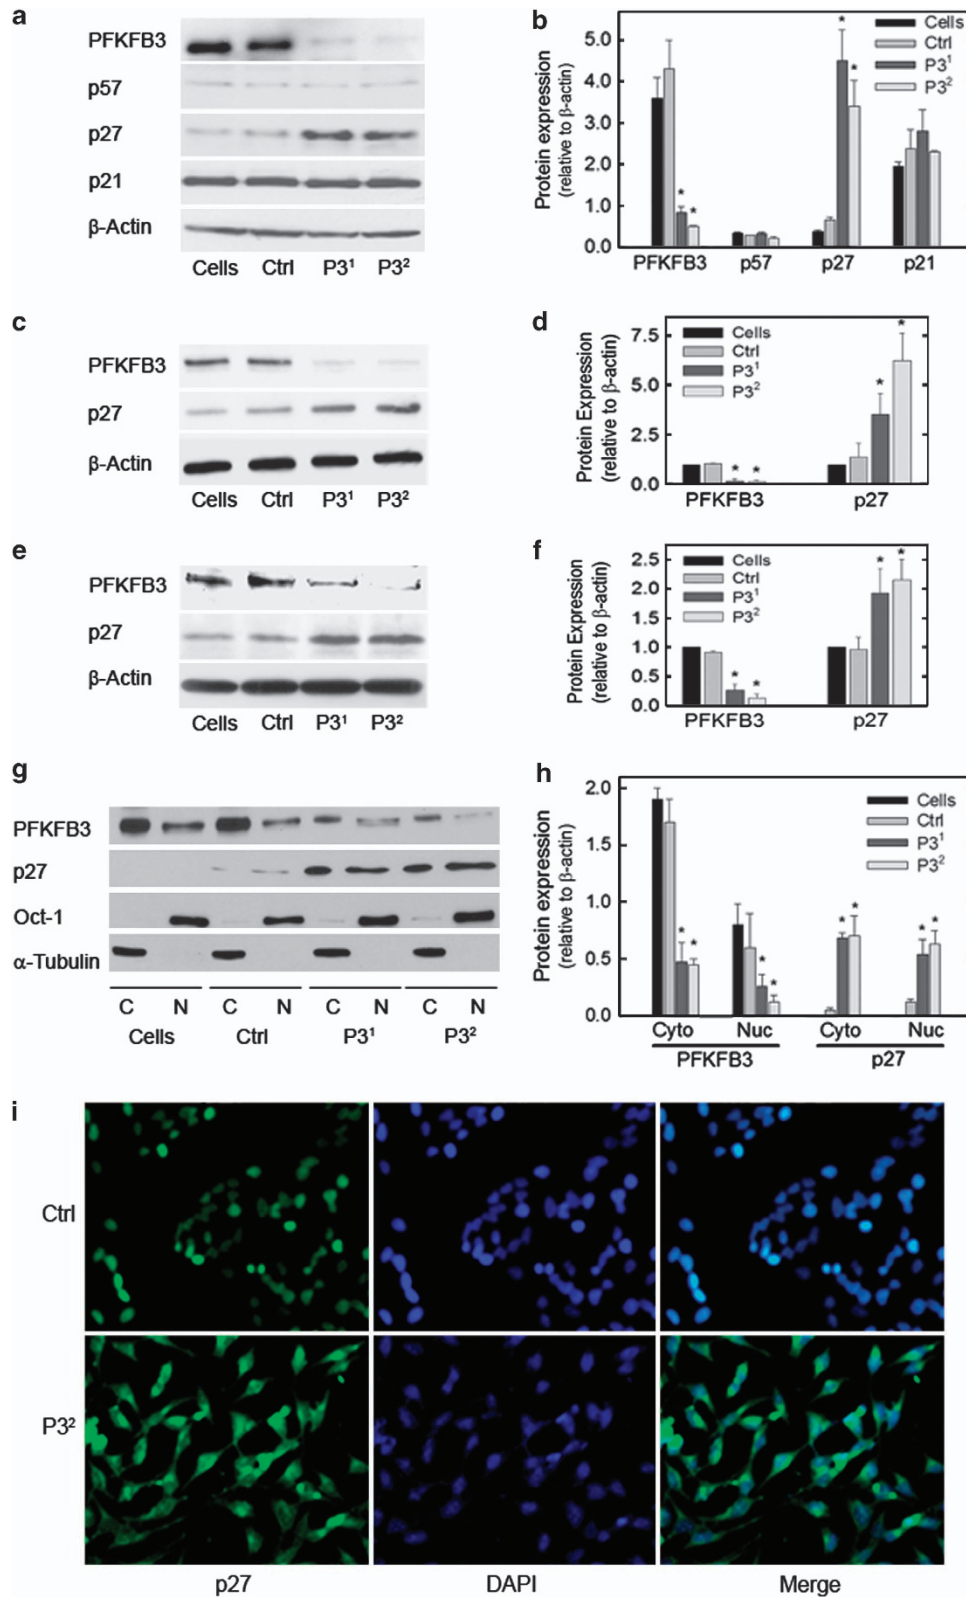 a
PFKFB3
p57
p27
p21
β-Actin
Cells Ctrl P3¹ P3²
b
Protein expression
(relative to β-actin)
5.0
4.0
3.0
2.0
1.0
0.0
Cells
Ctrl
P3¹
P3²
* * * *
PFKFB3 p57 p27 p21
c
PFKFB3
p27
β-Actin
Cells Ctrl P3¹ P3²
d
Protein Expression
(relative to β-actin)
7.5
5.0
2.5
0.0
Cells
Ctrl
P3¹
P3²
* * * *
PFKFB3 p27
e
PFKFB3
p27
β-Actin
Cells Ctrl P3¹ P3²
f
Protein Expression
(relative to β-actin)
2.5
2.0
1.5
1.0
0.5
0.0
Cells
Ctrl
P3¹
P3²
* * * *
PFKFB3 p27
g
PFKFB3
p27
Oct-1
α-Tubulin
C N C N C N C N
Cells Ctrl P3¹ P3²
h
Protein expression
(relative to β-actin)
2.0
1.5
1.0
0.5
0.0
Cells
Ctrl
P3¹
P3²
* * * * * * * *
Cyto Nuc Cyto Nuc
PFKFB3 p27
i
Ctrl
P3²
p27 DAPI Merge